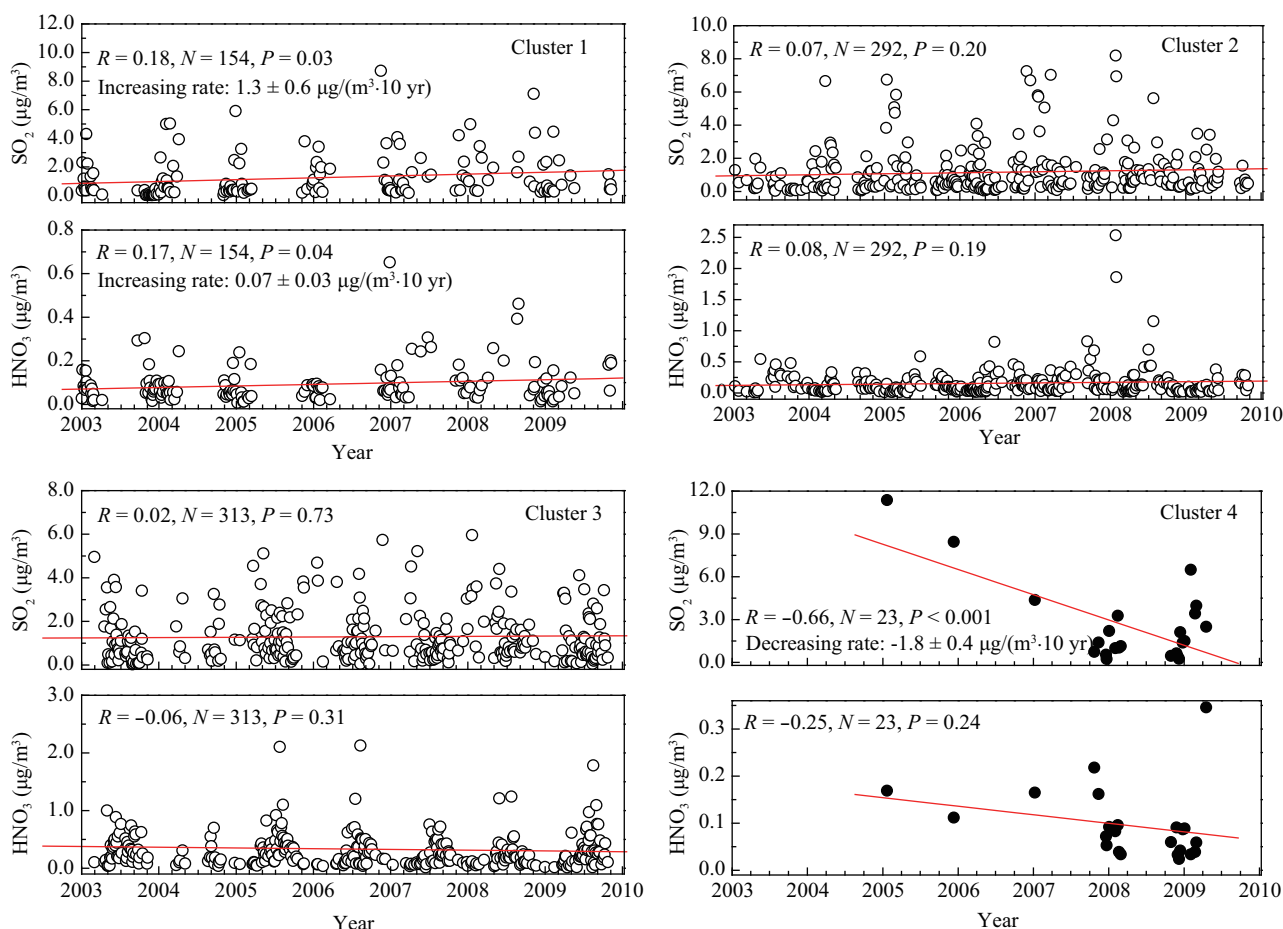 12.0
10.0
8.0
6.0
4.0
2.0
0.0
SO2 (μg/m³)
R = 0.18, N = 154, P = 0.03
Cluster 1
Increasing rate: 1.3 ± 0.6 μg/(m³·10 yr)
0.8
0.6
0.4
0.2
0.0
HNO3 (μg/m³)
R = 0.17, N = 154, P = 0.04
Increasing rate: 0.07 ± 0.03 μg/(m³·10 yr)
2003 2004 2005 2006 2007 2008 2009
Year
10.0
8.0
6.0
4.0
2.0
0.0
SO2 (μg/m³)
R = 0.07, N = 292, P = 0.20
Cluster 2
2.5
2.0
1.5
1.0
0.5
0.0
HNO3 (μg/m³)
R = 0.08, N = 292, P = 0.19
2003 2004 2005 2006 2007 2008 2009 2010
Year
8.0
6.0
4.0
2.0
0.0
SO2 (μg/m³)
R = 0.02, N = 313, P = 0.73
Cluster 3
3.0
2.0
1.0
0.0
HNO3 (μg/m³)
R = –0.06, N = 313, P = 0.31
2003 2004 2005 2006 2007 2008 2009 2010
Year
12.0
9.0
6.0
3.0
0.0
SO2 (μg/m³)
Cluster 4
R = –0.66, N = 23, P < 0.001
Decreasing rate: -1.8 ± 0.4 μg/(m³·10 yr)
0.3
0.2
0.1
0.0
HNO3 (μg/m³)
R = –0.25, N = 23, P = 0.24
2003 2004 2005 2006 2007 2008 2009 2010
Year